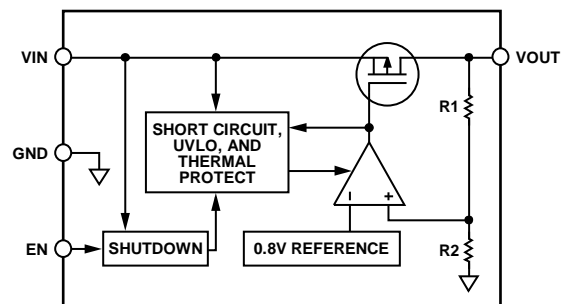 VIN
VOUT
R1
SHORT CIRCUIT,
UVLO, AND
THERMAL
PROTECT
GND
–
+
EN
SHUTDOWN
0.8V REFERENCE
R2